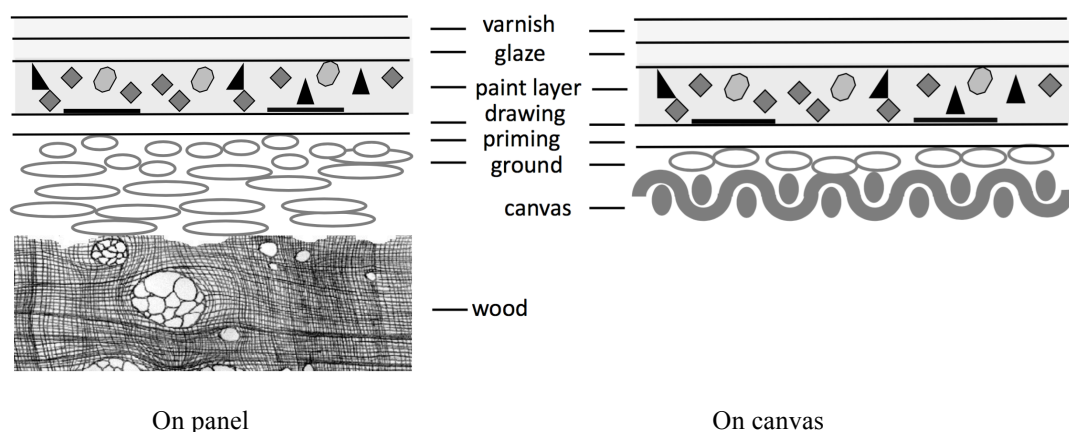 varnish
glaze
paint layer
drawing
priming
ground
canvas
wood
On panel
On canvas